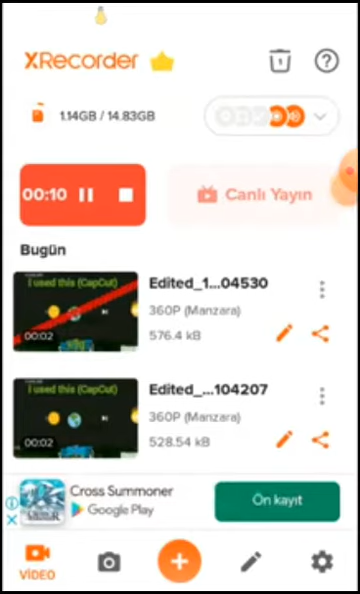 XRecorder
1.14GB / 14.83GB
00:10
Canlı Yayın
Bugün
I used this (CapCut)
00:02
Edited_1...04530
360P (Manzara)
576.4 kB
I used this (CapCut)
00:02
Edited_...104207
360P (Manzara)
528.54 kB
Cross Summoner
Google Play
Ön kayıt
VİDEO